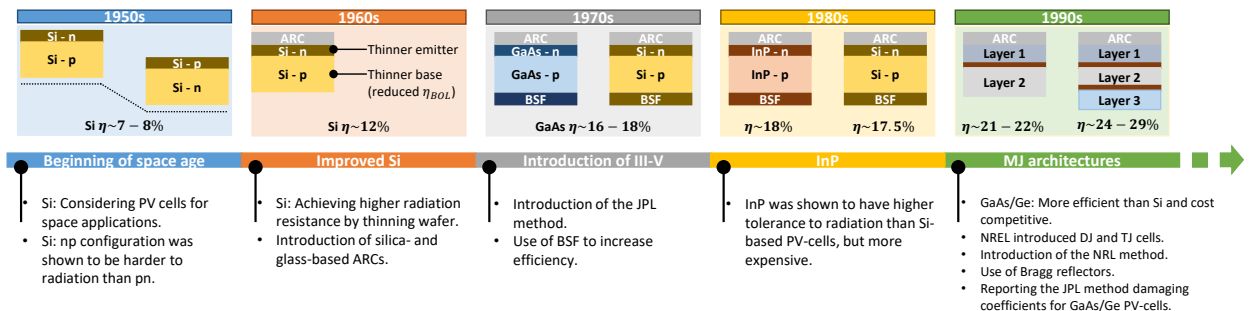 1950s
Si - n
Si - p
Si - p
Si - n
Si η~7 – 8%
1960s
ARC
Si - n
Si - p
Thinner emitter
Thinner base
(reduced η_BOL)
Si η~12%
1970s
ARC
GaAs - n
GaAs - p
BSF
ARC
Si - n
Si - p
BSF
GaAs η~16 – 18%
1980s
ARC
InP - n
InP - p
BSF
ARC
Si - n
Si - p
BSF
η~18%
η~17.5%
1990s
ARC
Layer 1
Layer 2
ARC
Layer 1
Layer 2
Layer 3
η~21 – 22%
η~24 – 29%
Beginning of space age
Improved Si
Introduction of III-V
InP
MJ architectures
• Si: Considering PV cells for
space applications.
• Si: np configuration was
shown to be harder to
radiation than pn.
• Si: Achieving higher radiation
resistance by thinning wafer.
• Introduction of silica- and
glass-based ARCs.
• Introduction of the JPL
method.
• Use of BSF to increase
efficiency.
• InP was shown to have higher
tolerance to radiation than Si-
based PV-cells, but more
expensive.
• GaAs/Ge: More efficient than Si and cost
competitive.
• NREL introduced DJ and TJ cells.
• Introduction of the NRL method.
• Use of Bragg reflectors.
• Reporting the JPL method damaging
coefficients for GaAs/Ge PV-cells.